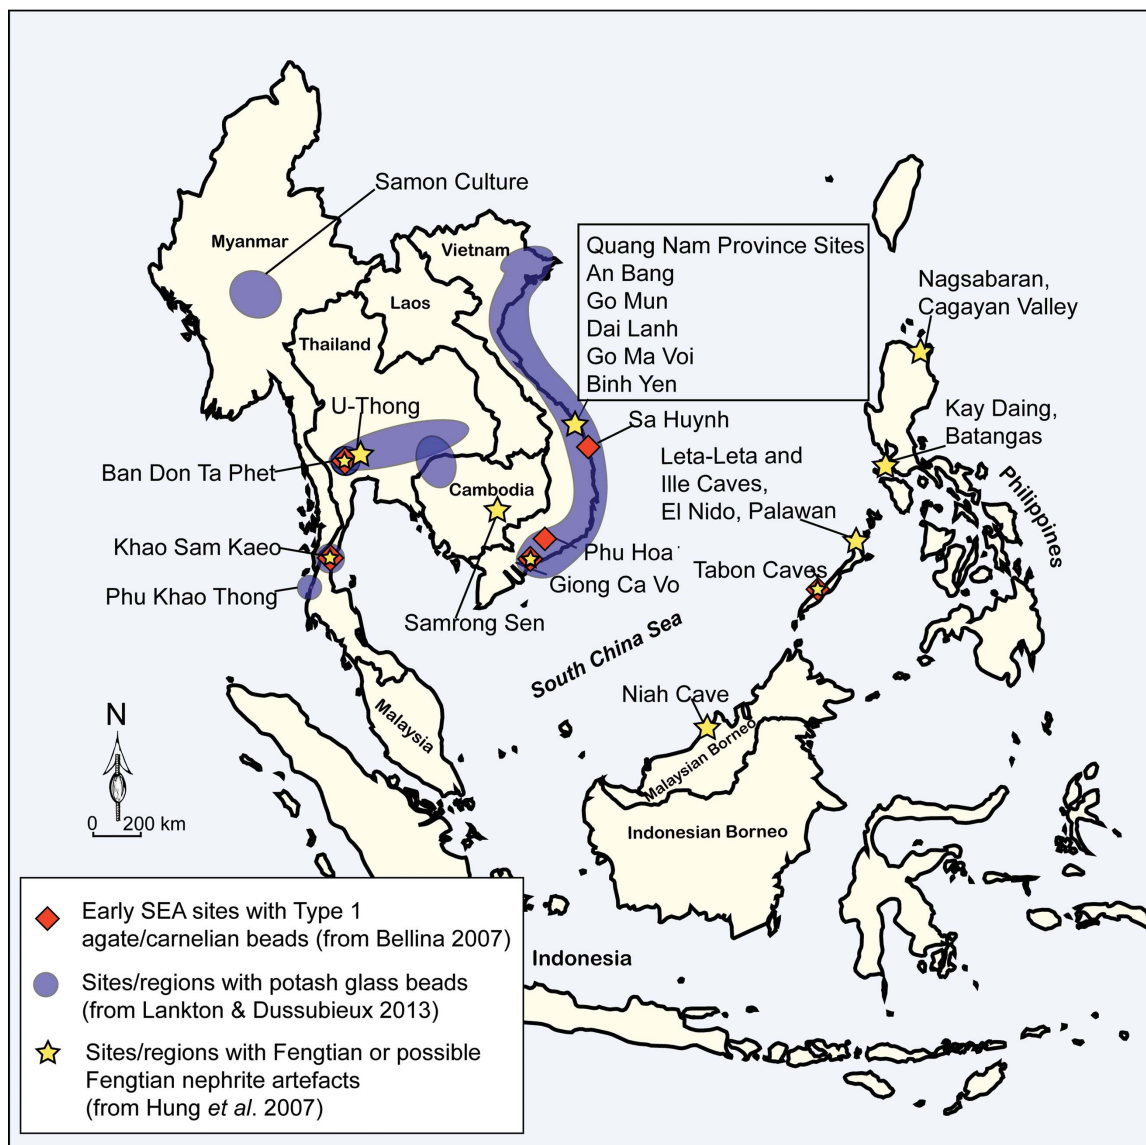 Samon Culture
Myanmar
Vietnam
Laos
Thailand
Quang Nam Province Sites
An Bang
Go Mun
Dai Lanh
Go Ma Voi
Binh Yen
Nagsabaran,
Cagayan Valley
U-Thong
Sa Huynh
Kay Daing,
Batangas
Ban Don Ta Phet
Leta-Leta and
Ille Caves,
El Nido, Palawan
Philippines
Cambodia
Khao Sam Kaeo
Phu Hoa
Tabon Caves
Phu Khao Thong
Giong Ca Vo
Samrong Sen
South China Sea
Niah Cave
Malaysia
Malaysian Borneo
N
0 200 km
Indonesian Borneo
Early SEA sites with Type 1
agate/carnelian beads (from Bellina 2007)
Indonesia
Sites/regions with potash glass beads
(from Lankton & Dussubieux 2013)
Sites/regions with Fengtian or possible
Fengtian nephrite artefacts
(from Hung et al. 2007)